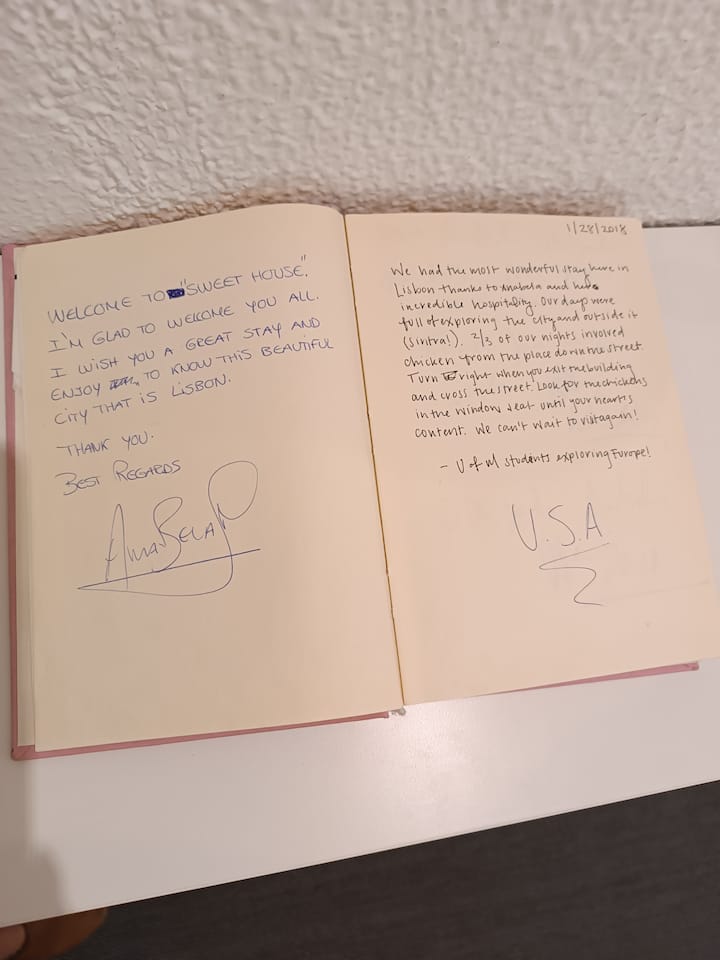 WELCOME TO "SWEET HOUSE".
I'M GLAD TO WELCOME YOU ALL.
I WISH YOU A GREAT STAY AND
ENJOY TO KNOW THIS BEAUTIFUL
CITY THAT IS LISBON.
THANK YOU.
BEST REGARDS
AnaBela
1/28/2018
We had the most wonderful stay here in
Lisbon thanks to Anabela and her
incredible hospitality. Our days were
full of exploring the city and outside it
(Sintra!). 2/3 of our nights involved
chicken from the place down the street.
Turn right when you exit the building
and cross the street. Look for the chickens
in the window & eat until your hearts
content. We can't wait to visit again!
- U of M students exploring Europe!
U.S.A